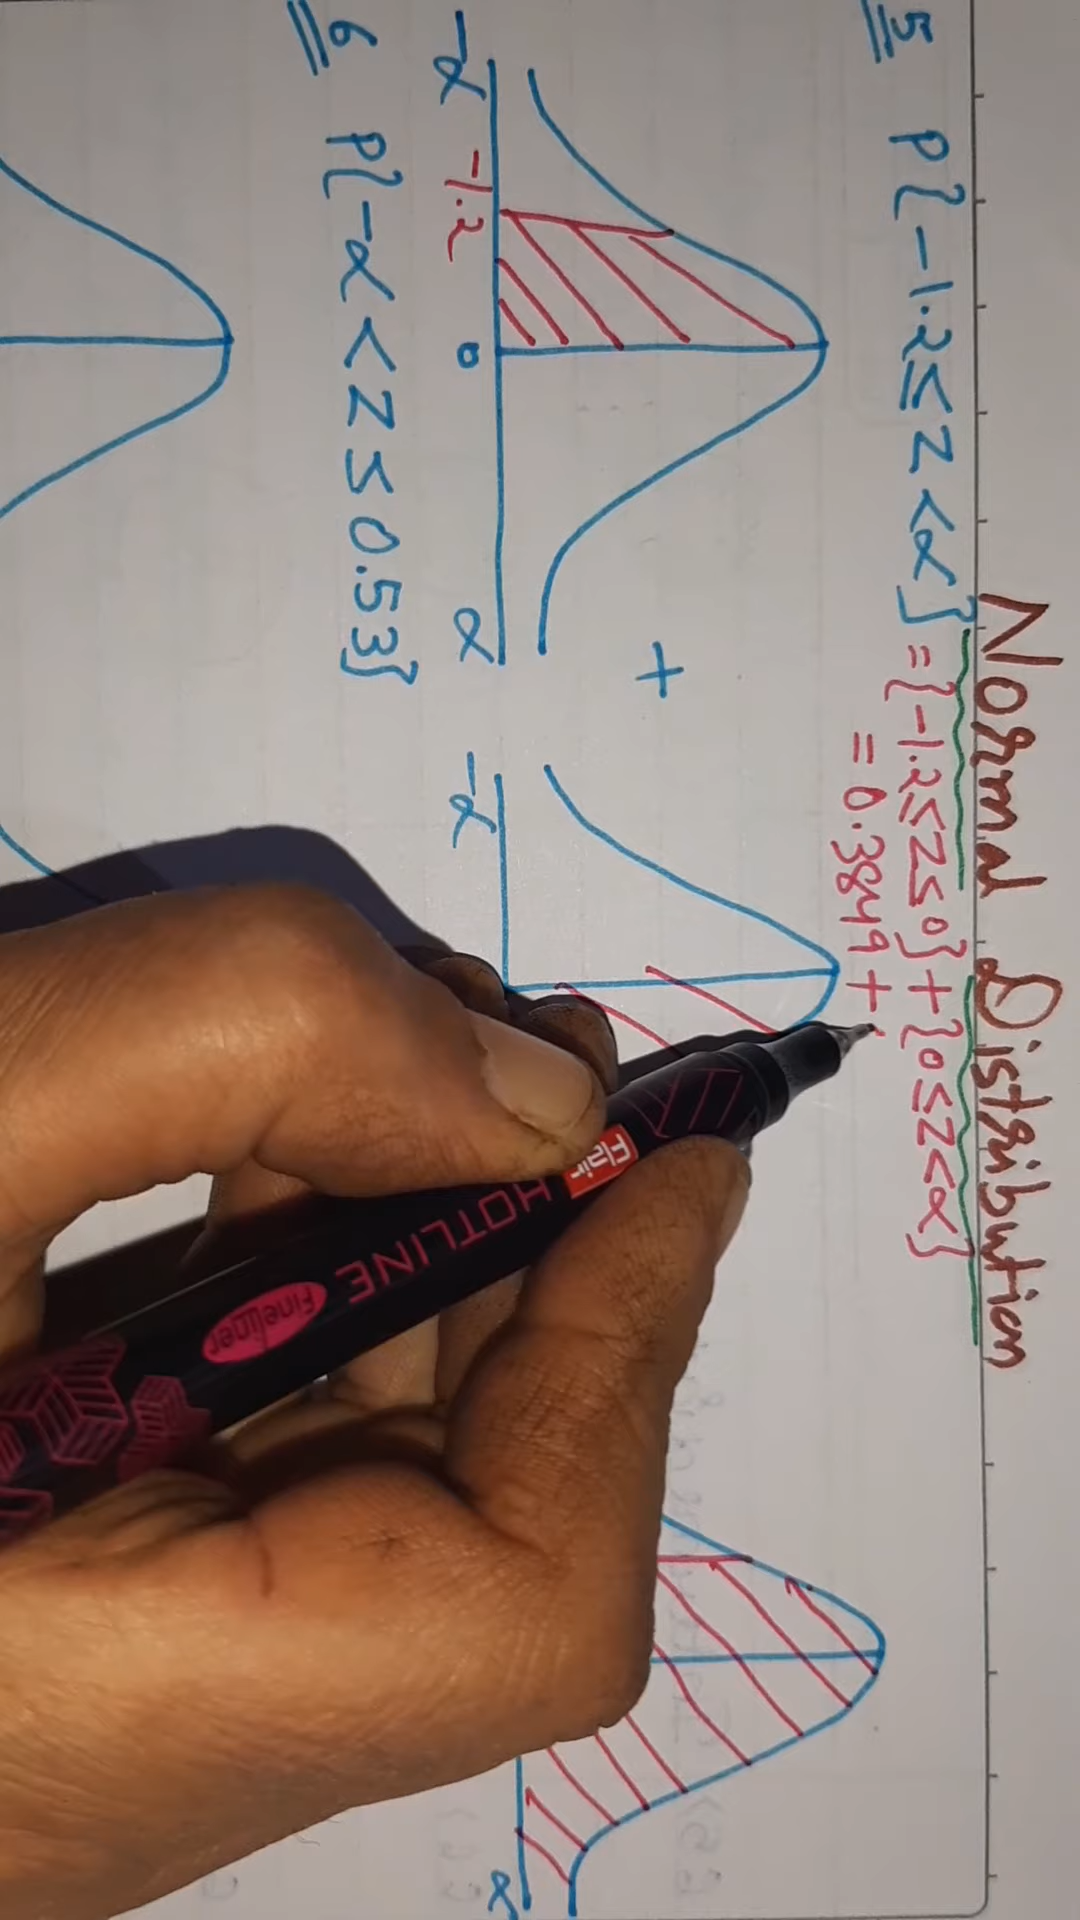 Normal Distribution
5 P{-1.2≤Z<α} = {-1.2≤Z≤0} + {0≤Z<α}
= 0.3849 +
+
-α -1.2 0 α
-α
α
6 P{-α<Z≤0.53}
Flair
HOTLINE
Fineliner